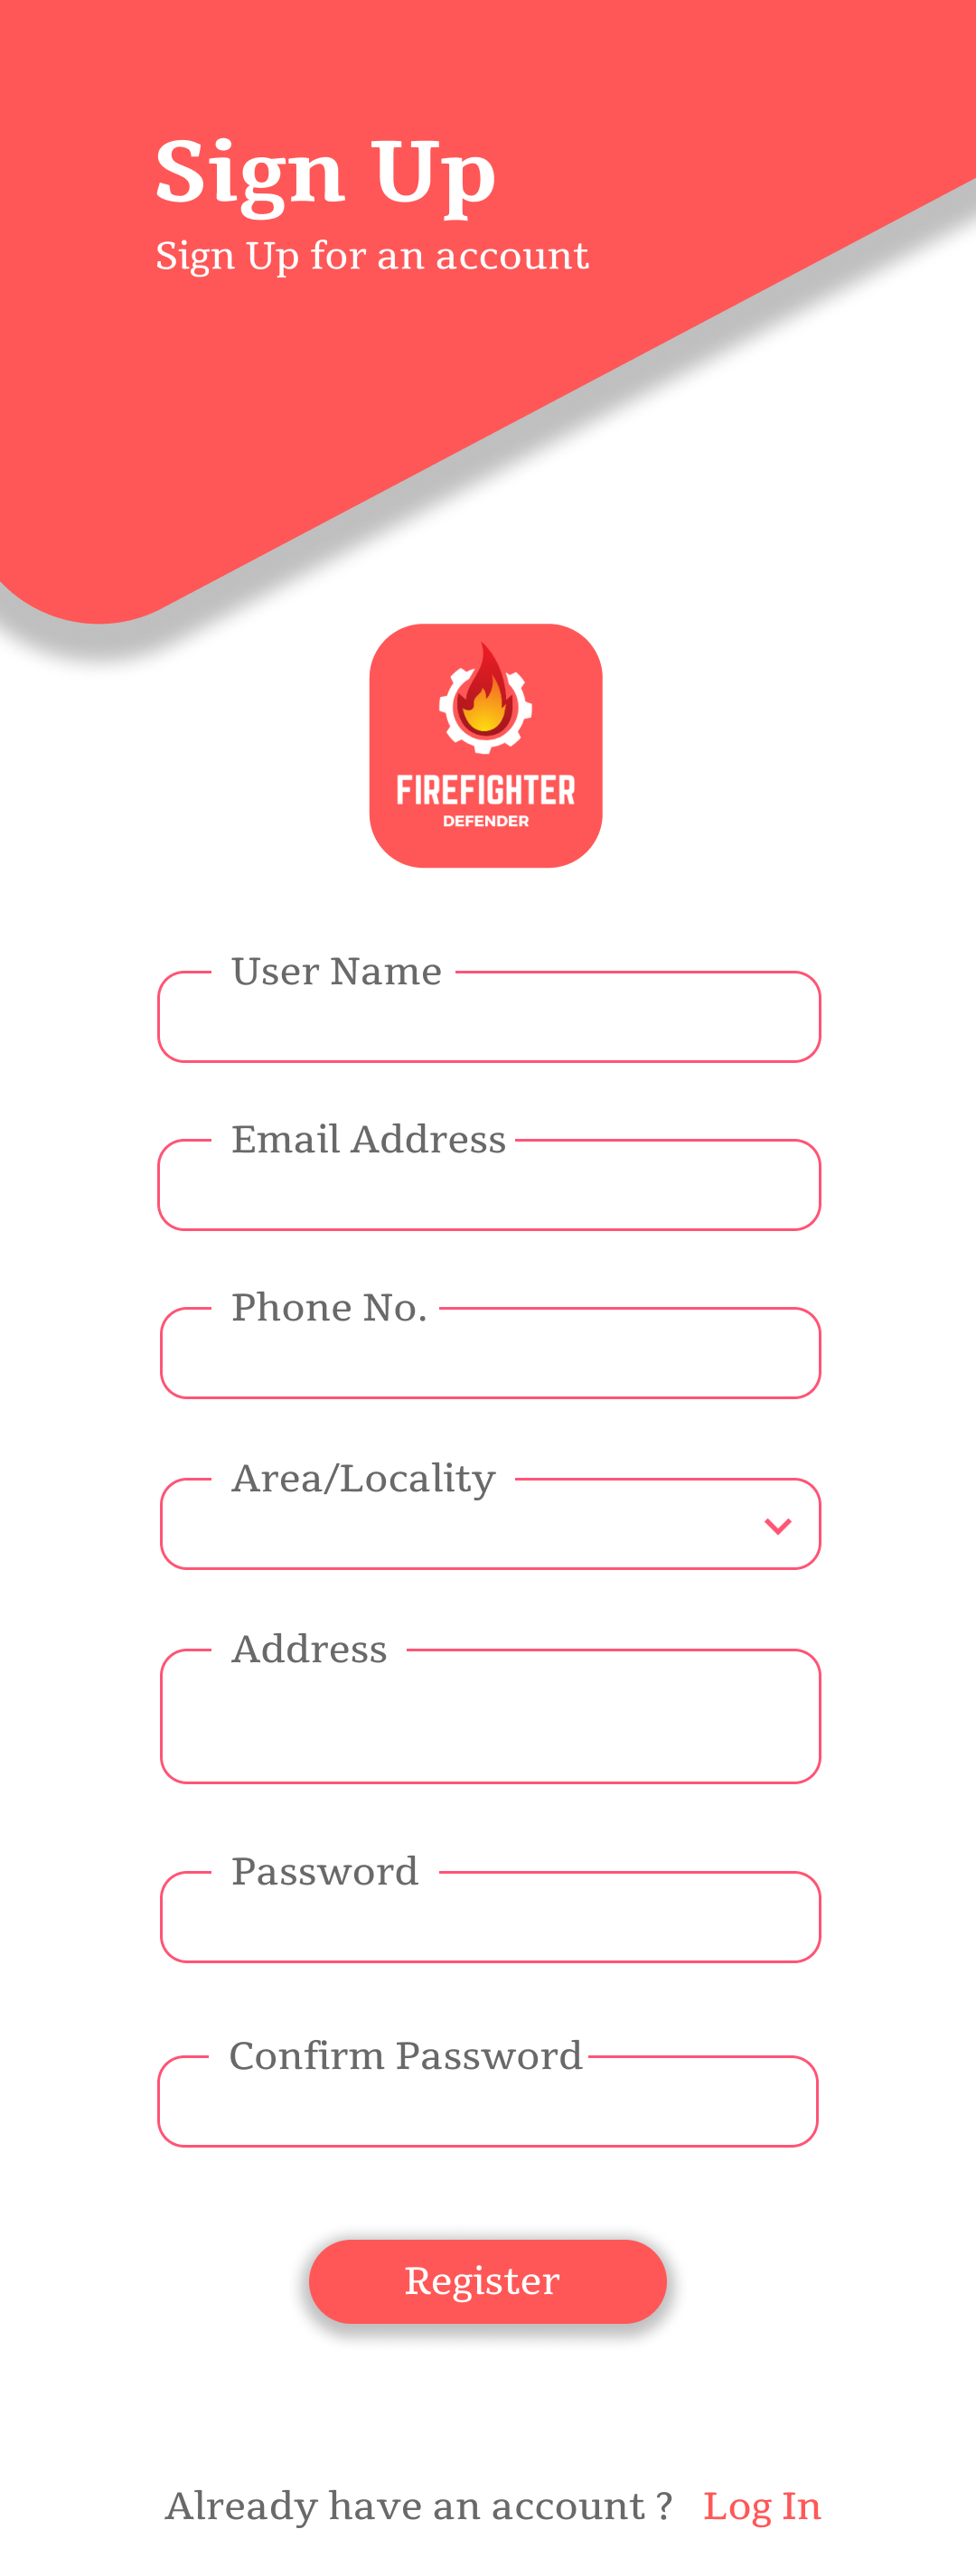 Sign Up
Sign Up for an account
FIREFIGHTER
DEFENDER
User Name
Email Address
Phone No.
Area/Locality
Address
Password
Confirm Password
Register
Already have an account ? Log In